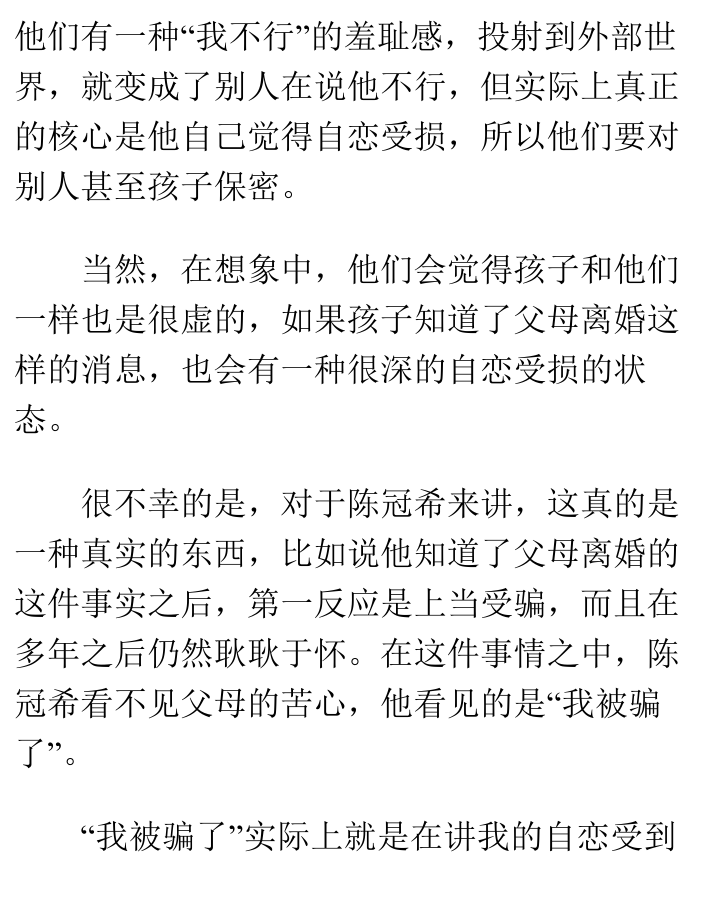 他们有一种“我不行”的羞耻感，投射到外部世
界，就变成了别人在说他不行，但实际上真正
的核心是他自己觉得自恋受损，所以他们要对
别人甚至孩子保密。
当然，在想象中，他们会觉得孩子和他们
一样也是很虚的，如果孩子知道了父母离婚这
样的消息，也会有一种很深的自恋受损的状
态。
很不幸的是，对于陈冠希来讲，这真的是
一种真实的东西，比如说他知道了父母离婚的
这件事实之后，第一反应是上当受骗，而且在
多年之后仍然耿耿于怀。在这件事情之中，陈
冠希看不见父母的苦心，他看见的是“我被骗
了”。
“我被骗了”实际上就是在讲我的自恋受到